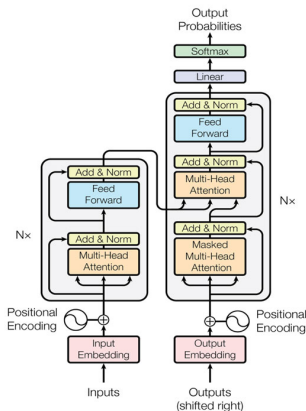 Output
Probabilities
Softmax
Linear
Add & Norm
Feed
Forward
Add & Norm
Multi-Head
Attention
Add & Norm
Masked
Multi-Head
Attention
N×
Add & Norm
Feed
Forward
N×
Add & Norm
Multi-Head
Attention
Positional
Encoding
Positional
Encoding
Input
Embedding
Output
Embedding
Inputs
Outputs
(shifted right)